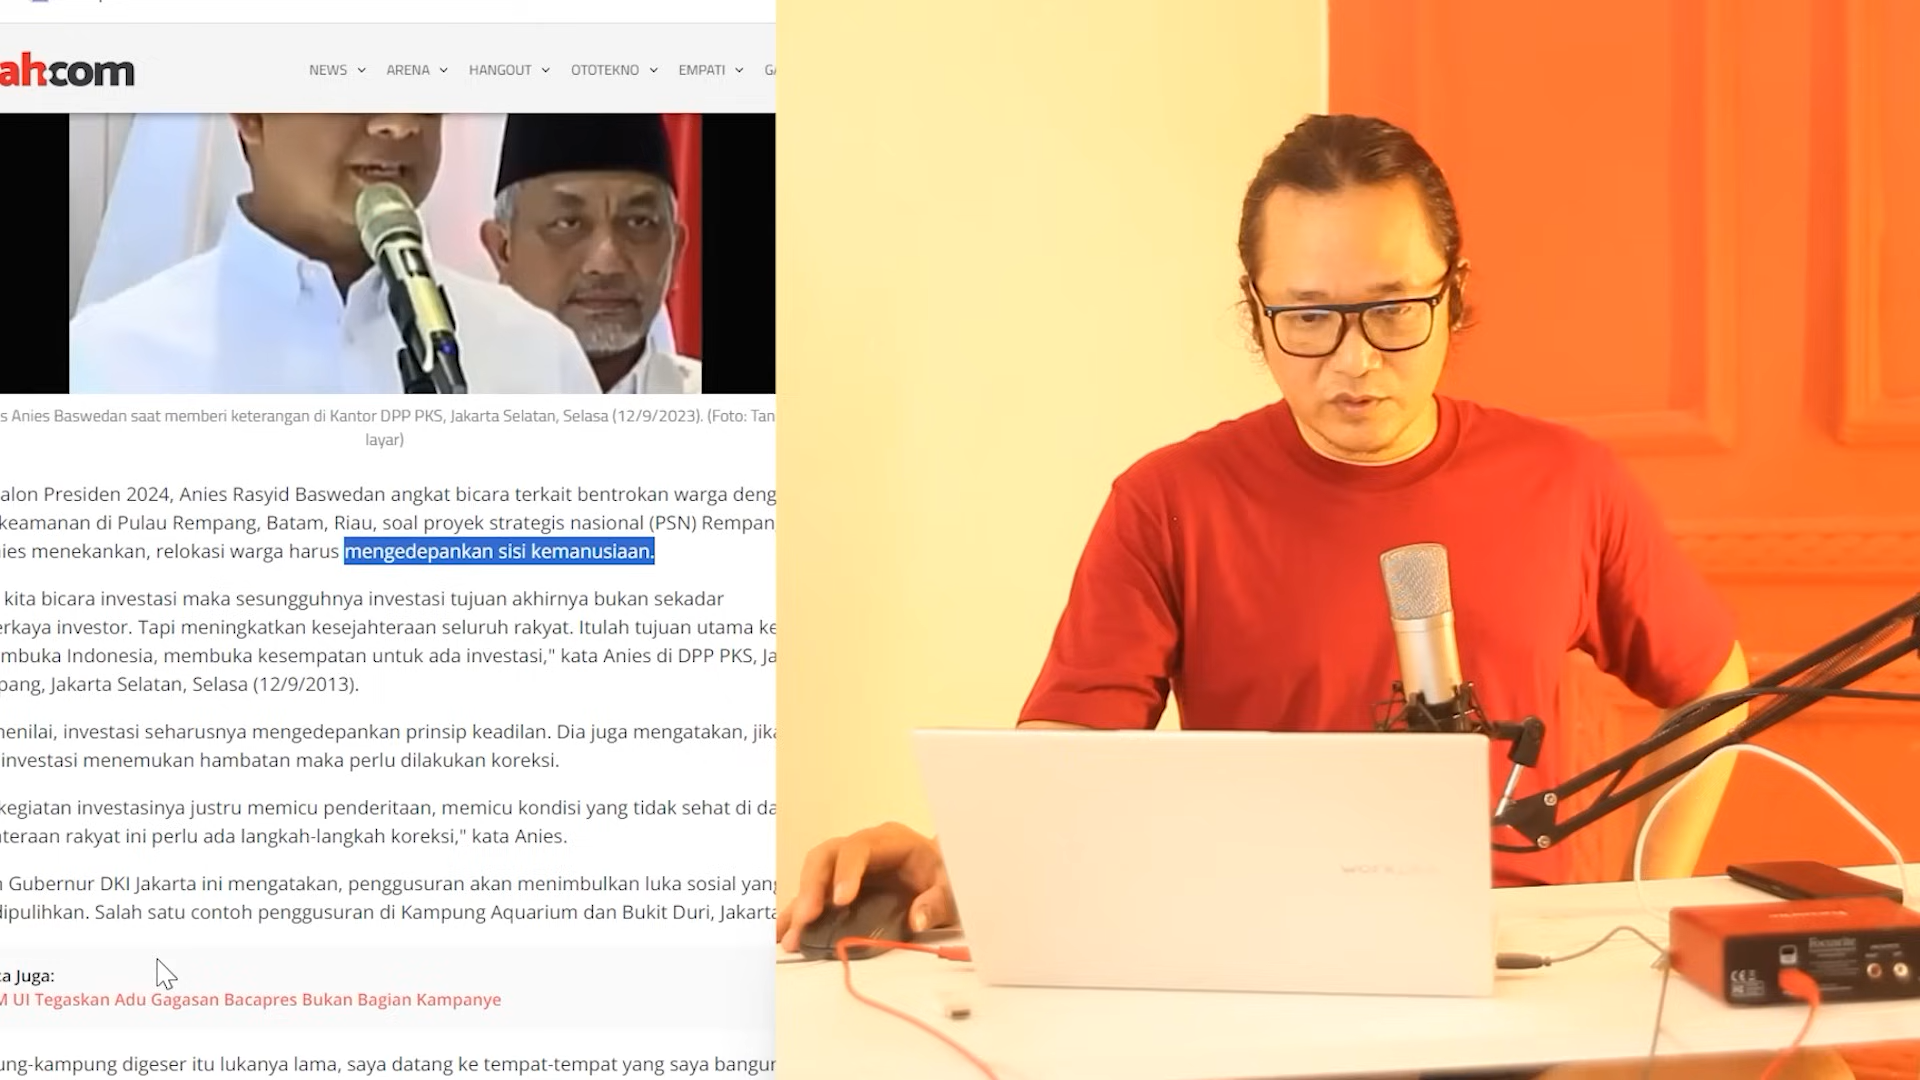 ah:com
NEWS ARENA HANGOUT OTOTEKNO EMPATI GA
s Anies Baswedan saat memberi keterangan di Kantor DPP PKS, Jakarta Selatan, Selasa (12/9/2023). (Foto: Tan
layar)
alon Presiden 2024, Anies Rasyid Baswedan angkat bicara terkait bentrokan warga deng
keamanan di Pulau Rempang, Batam, Riau, soal proyek strategis nasional (PSN) Rempan
ies menekankan, relokasi warga harus mengedepankan sisi kemanusiaan.
kita bicara investasi maka sesungguhnya investasi tujuan akhirnya bukan sekadar
erkaya investor. Tapi meningkatkan kesejahteraan seluruh rakyat. Itulah tujuan utama ke
mbuka Indonesia, membuka kesempatan untuk ada investasi," kata Anies di DPP PKS, Ja
pang, Jakarta Selatan, Selasa (12/9/2013).
menilai, investasi seharusnya mengedepankan prinsip keadilan. Dia juga mengatakan, jika
investasi menemukan hambatan maka perlu dilakukan koreksi.
kegiatan investasinya justru memicu penderitaan, memicu kondisi yang tidak sehat di da
teraan rakyat ini perlu ada langkah-langkah koreksi," kata Anies.
n Gubernur DKI Jakarta ini mengatakan, penggusuran akan menimbulkan luka sosial yang
dipulihkan. Salah satu contoh penggusuran di Kampung Aquarium dan Bukit Duri, Jakarta
a Juga:
M UI Tegaskan Adu Gagasan Bacapres Bukan Bagian Kampanye
ung-kampung digeser itu lukanya lama, saya datang ke tempat-tempat yang saya bangun